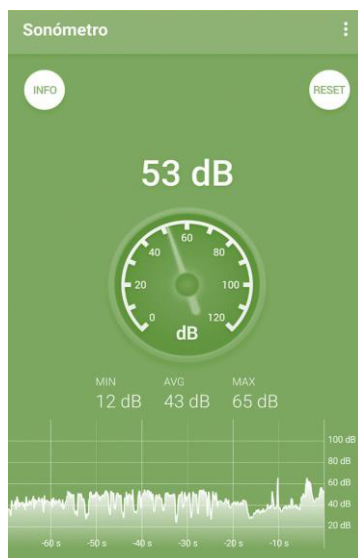 Sonómetro
INFO
RESET
53 dB
0
20
40
60
80
100
120
dB
MIN AVG MAX
12 dB 43 dB 65 dB
100 dB
80 dB
60 dB
40 dB
20 dB
-60 s -50 s -40 s -30 s -20 s -10 s